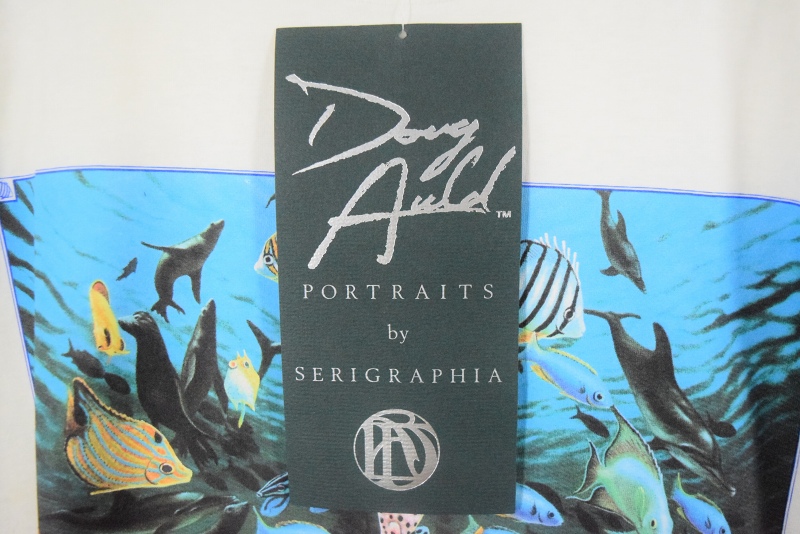 Doug
Auld™
PORTRAITS
by
SERIGRAPHIA